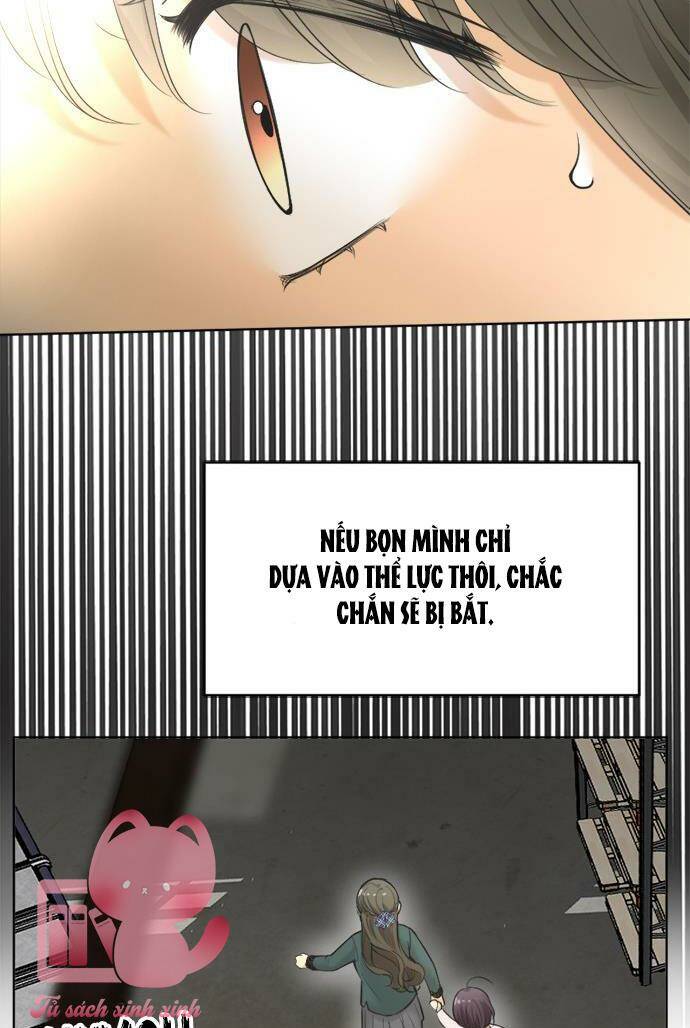 NẾU BỌN MÌNH CHỈ
DỰA VÀO THỂ LỰC THÔI, CHẮC
CHẮN SẼ BỊ BẮT.
Tủ sách xinh xinh